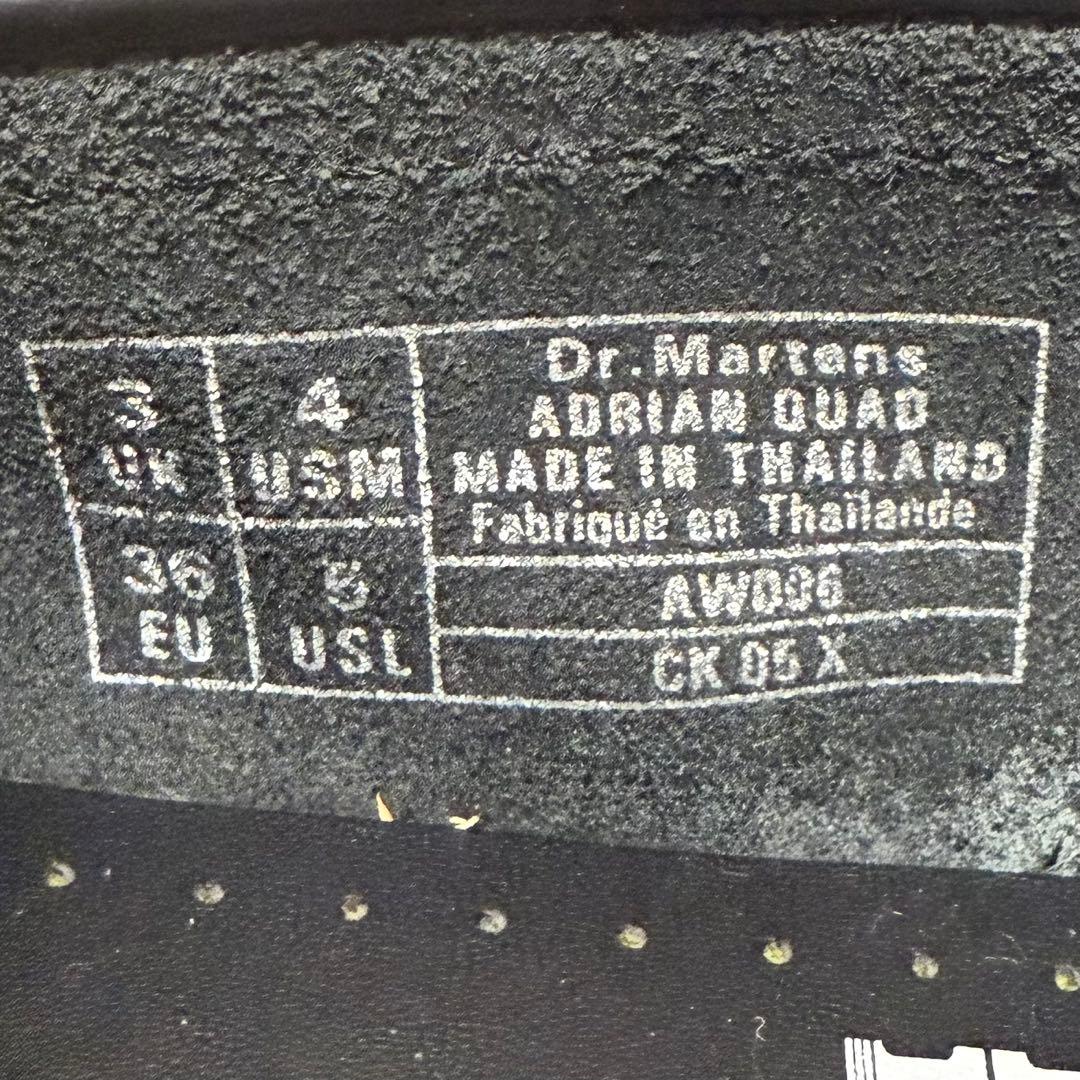 3
UK
4
USM
36
EU
5
USL
Dr.Martens
ADRIAN QUAD
MADE IN THAILAND
Fabriqué en Thaïlande
AW006
CK 05 X